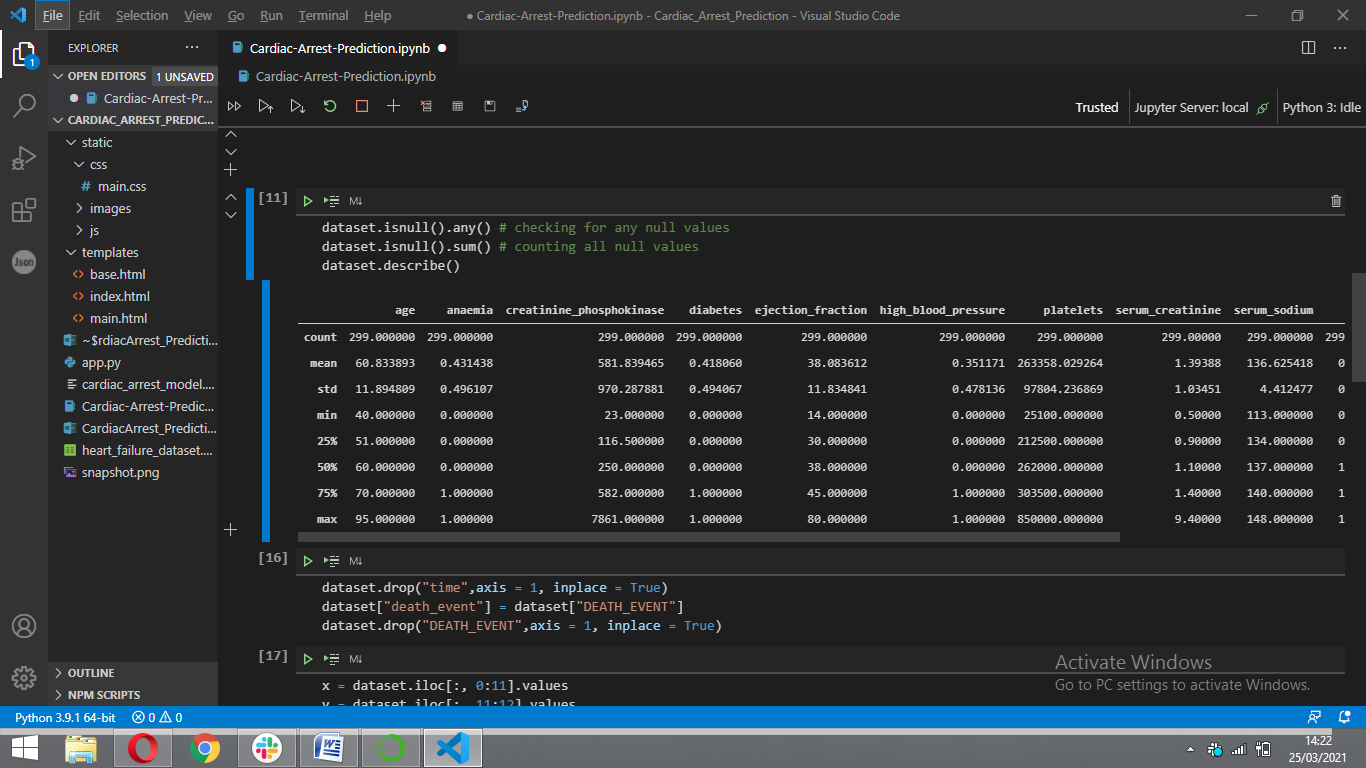 File Edit Selection View Go Run Terminal Help ● Cardiac-Arrest-Prediction.ipynb - Cardiac_Arrest_Prediction - Visual Studio Code
EXPLORER ···
OPEN EDITORS 1 UNSAVED
● Cardiac-Arrest-Pr...
CARDIAC_ARREST_PREDIC...
static
css
# main.css
images
js
templates
<> base.html
<> index.html
<> main.html
~$rdiacArrest_Predicti...
app.py
cardiac_arrest_model....
Cardiac-Arrest-Predic...
CardiacArrest_Predicti...
heart_failure_dataset....
snapshot.png
OUTLINE
NPM SCRIPTS
1
Json
Cardiac-Arrest-Prediction.ipynb ●
Cardiac-Arrest-Prediction.ipynb
Trusted Jupyter Server: local Python 3: Idle
[11] M↓
dataset.isnull().any() # checking for any null values
dataset.isnull().sum() # counting all null values
dataset.describe()
age anaemia creatinine_phosphokinase diabetes ejection_fraction high_blood_pressure platelets serum_creatinine serum_sodium
count 299.000000 299.000000 299.000000 299.000000 299.000000 299.000000 299.000000 299.00000 299.000000 299
mean 60.833893 0.431438 581.839465 0.418060 38.083612 0.351171 263358.029264 1.39388 136.625418 0
std 11.894809 0.496107 970.287881 0.494067 11.834841 0.478136 97804.236869 1.03451 4.412477 0
min 40.000000 0.000000 23.000000 0.000000 14.000000 0.000000 25100.000000 0.50000 113.000000 0
25% 51.000000 0.000000 116.500000 0.000000 30.000000 0.000000 212500.000000 0.90000 134.000000 0
50% 60.000000 0.000000 250.000000 0.000000 38.000000 0.000000 262000.000000 1.10000 137.000000 1
75% 70.000000 1.000000 582.000000 1.000000 45.000000 1.000000 303500.000000 1.40000 140.000000 1
max 95.000000 1.000000 7861.000000 1.000000 80.000000 1.000000 850000.000000 9.40000 148.000000 1
[16] M↓
dataset.drop("time",axis = 1, inplace = True)
dataset["death_event"] = dataset["DEATH_EVENT"]
dataset.drop("DEATH_EVENT",axis = 1, inplace = True)
[17] M↓
x = dataset.iloc[:, 0:11].values
y = dataset.iloc[:, 11:12].values
Activate Windows
Go to PC settings to activate Windows.
Python 3.9.1 64-bit 0 0
14:22
25/03/2021